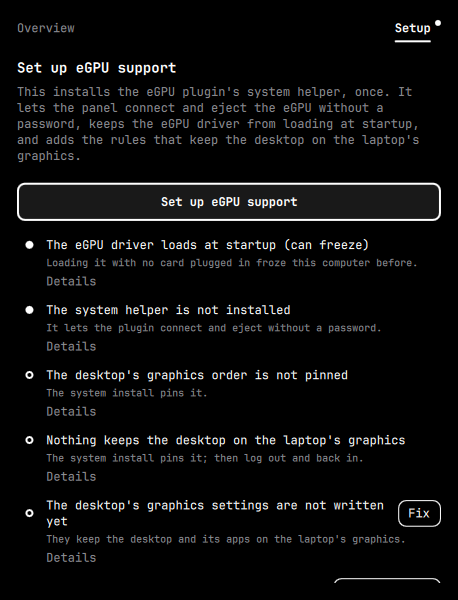 Overview
Setup
Set up eGPU support
This installs the eGPU plugin's system helper, once. It
lets the panel connect and eject the eGPU without a
password, keeps the eGPU driver from loading at startup,
and adds the rules that keep the desktop on the laptop's
graphics.
Set up eGPU support
The eGPU driver loads at startup (can freeze)
Loading it with no card plugged in froze this computer before.
Details
The system helper is not installed
It lets the plugin connect and eject without a password.
Details
The desktop's graphics order is not pinned
The system install pins it.
Details
Nothing keeps the desktop on the laptop's graphics
The system install pins it; then log out and back in.
Details
The desktop's graphics settings are not written
yet
Fix
They keep the desktop and its apps on the laptop's graphics.
Details